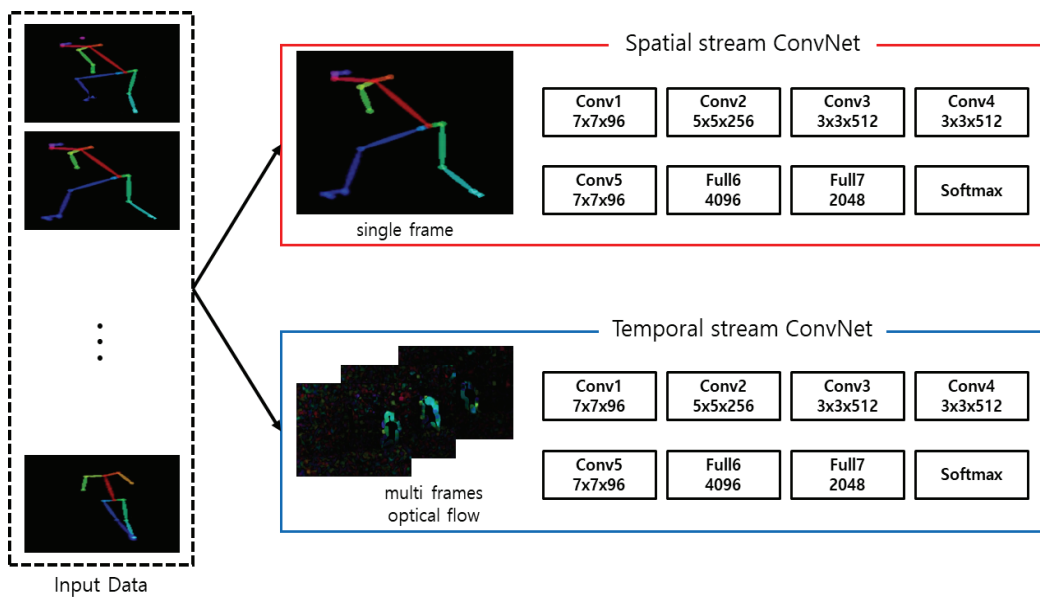 Spatial stream ConvNet
Conv1
7x7x96
Conv2
5x5x256
Conv3
3x3x512
Conv4
3x3x512
Conv5
7x7x96
Full6
4096
Full7
2048
Softmax
single frame
Temporal stream ConvNet
Conv1
7x7x96
Conv2
5x5x256
Conv3
3x3x512
Conv4
3x3x512
Conv5
7x7x96
Full6
4096
Full7
2048
Softmax
multi frames
optical flow
Input Data